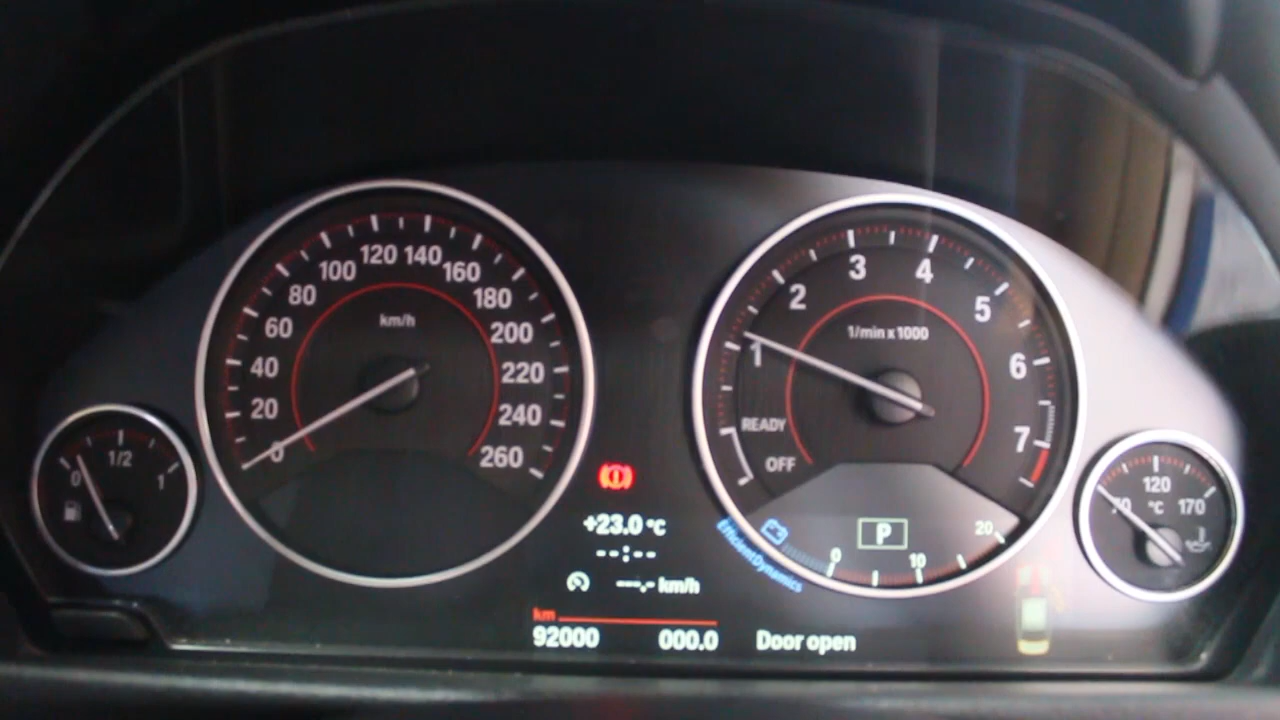 120 140
100 160
80 180
km/h
60 200
40 220
20 240
0 260
0 1/2 1
3 4
2 5
1/min x 1000
1 6
READY 7
OFF
120
°C 170
P
20
0 10
EfficientDynamics
+23.0 °C
--:--
---.- km/h
km
92000 000.0 Door open